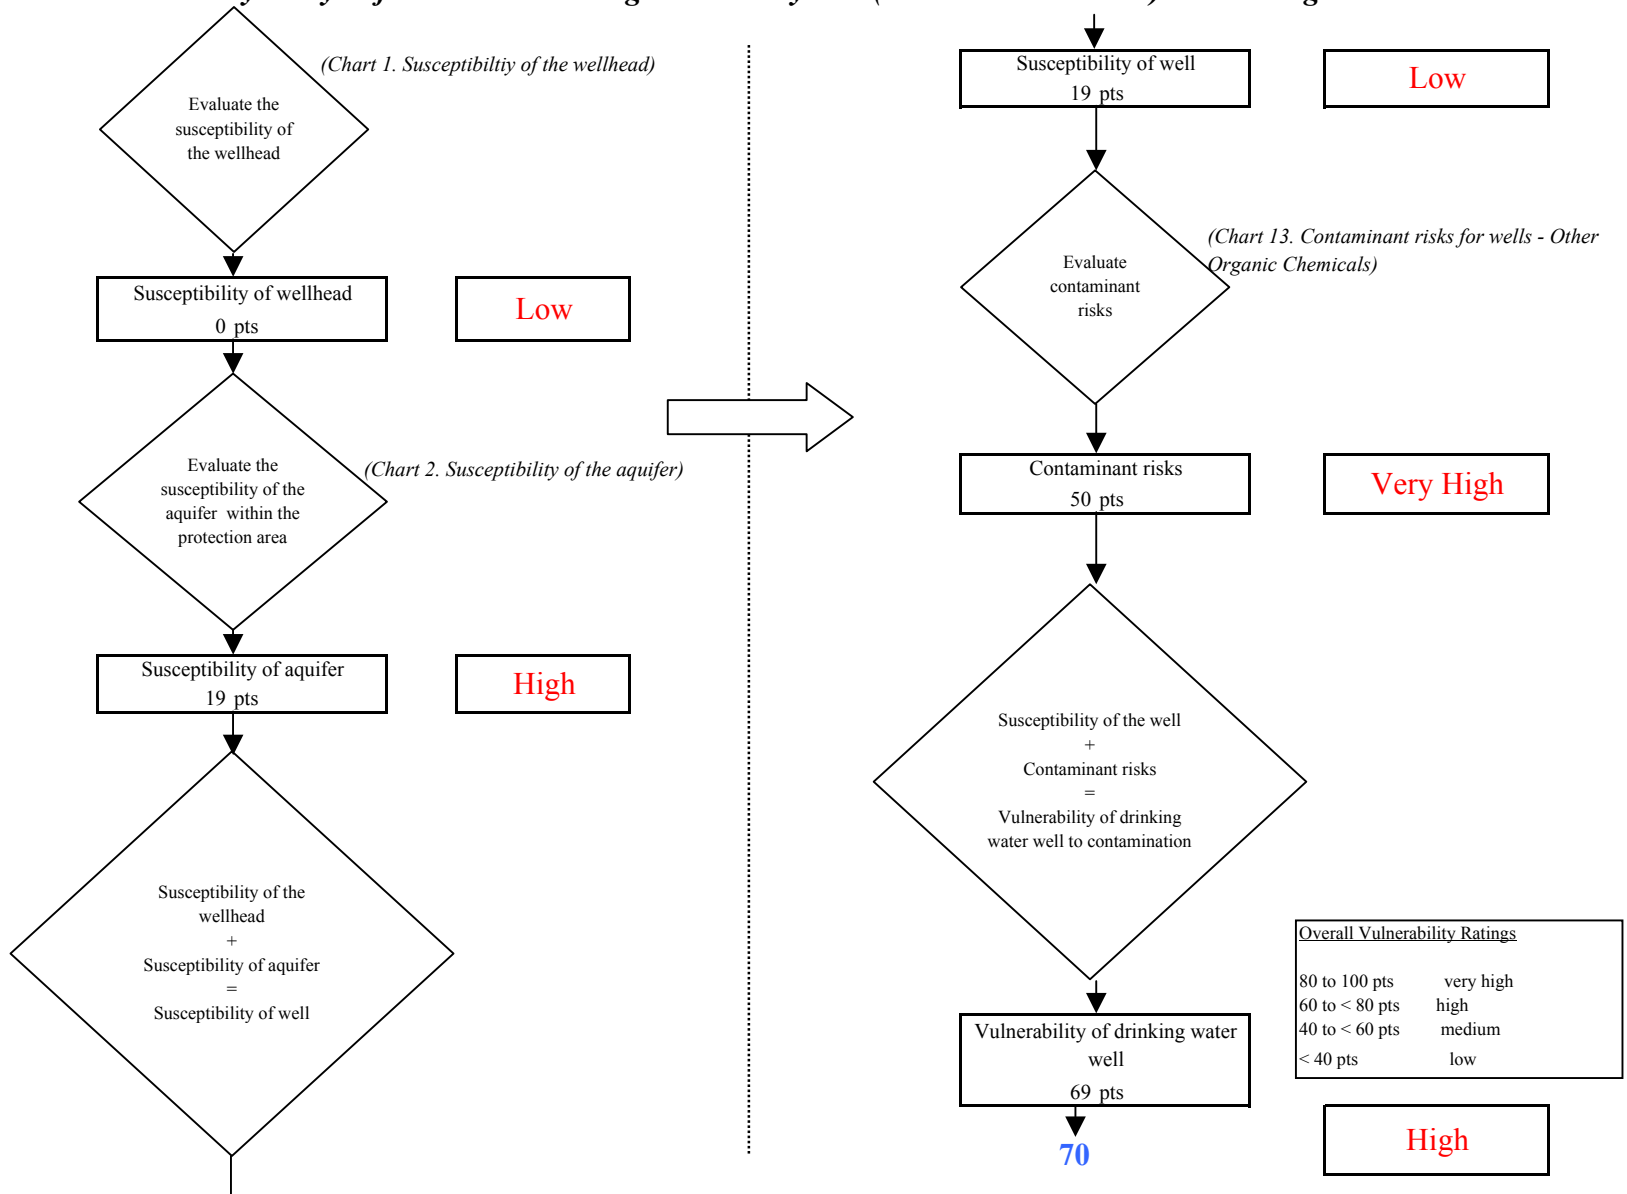 (Chart 1. Susceptibiltiy of the wellhead)
Evaluate the
susceptibility of
the wellhead
Susceptibility of wellhead
0 pts
Low
Evaluate the
susceptibility of the
aquifer within the
protection area
(Chart 2. Susceptibility of the aquifer)
Susceptibility of aquifer
19 pts
High
Susceptibility of the
wellhead
+
Susceptibility of aquifer
=
Susceptibility of well
Susceptibility of well
19 pts
Low
(Chart 13. Contaminant risks for wells - Other
Organic Chemicals)
Evaluate
contaminant
risks
Contaminant risks
50 pts
Very High
Susceptibility of the well
+
Contaminant risks
=
Vulnerability of drinking
water well to contamination
Overall Vulnerability Ratings
80 to 100 pts very high
60 to < 80 pts high
40 to < 60 pts medium
< 40 pts low
Vulnerability of drinking water
well
69 pts
70
High